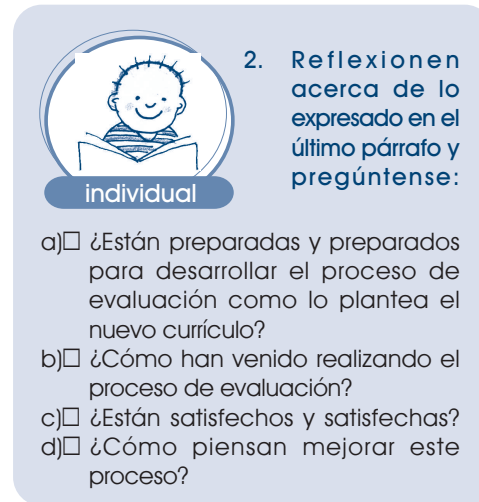 2. Reflexionen
acerca de lo
expresado en el
último párrafo y
pregúntense:
individual
a)☐ ¿Están preparadas y preparados
para desarrollar el proceso de
evaluación como lo plantea el
nuevo currículo?
b)☐ ¿Cómo han venido realizando el
proceso de evaluación?
c)☐ ¿Están satisfechos y satisfechas?
d)☐ ¿Cómo piensan mejorar este
proceso?